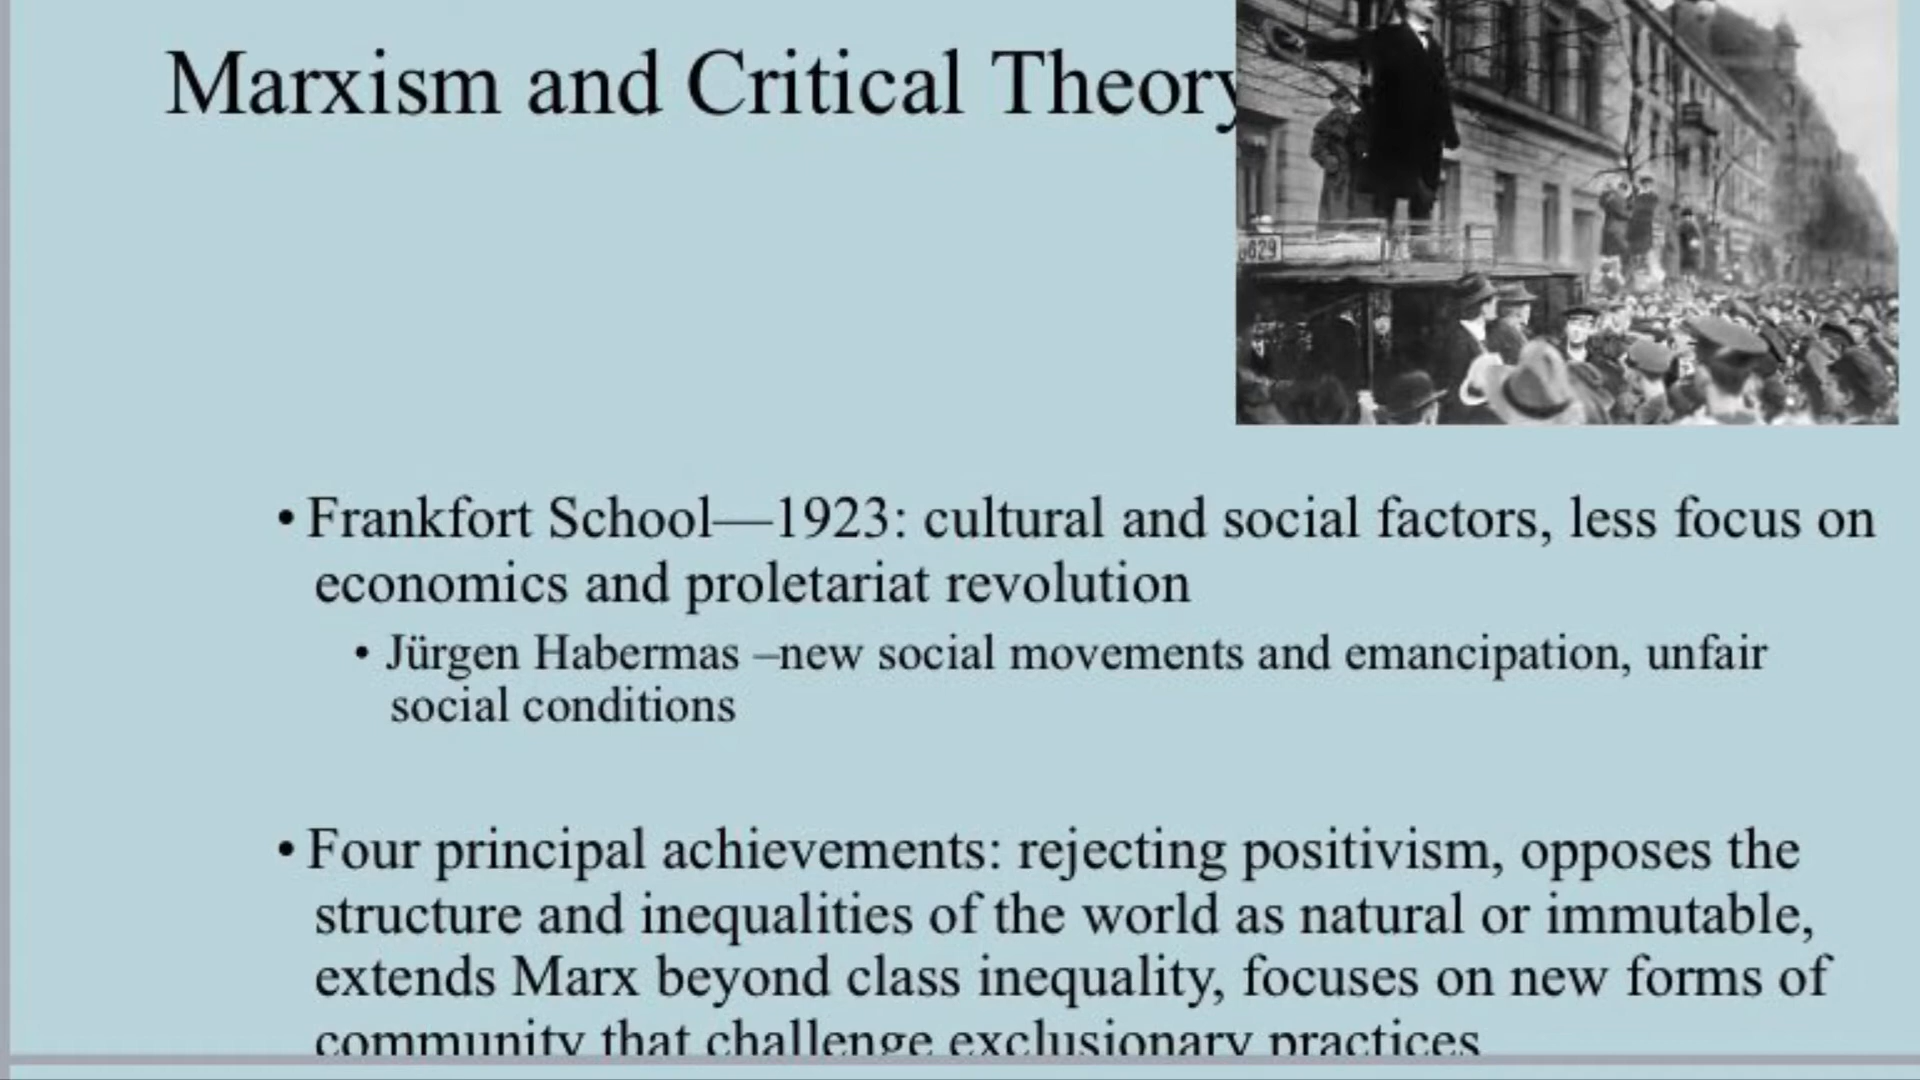 Marxism and Critical Theory
• Frankfort School—1923: cultural and social factors, less focus on
economics and proletariat revolution
• Jürgen Habermas –new social movements and emancipation, unfair
social conditions
• Four principal achievements: rejecting positivism, opposes the
structure and inequalities of the world as natural or immutable,
extends Marx beyond class inequality, focuses on new forms of
community that challenge exclusionary practices